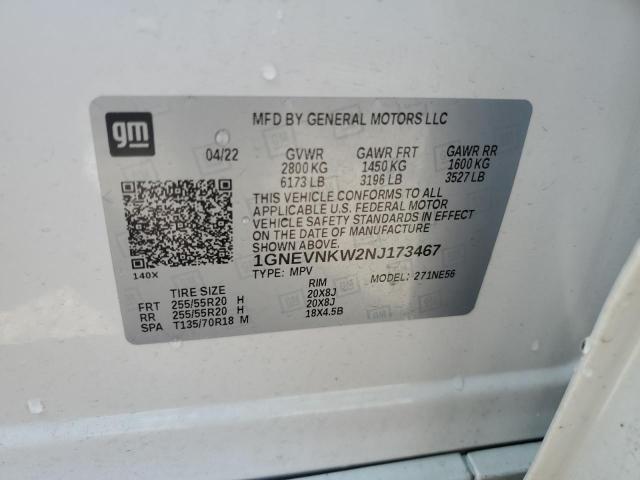 gm
MFD BY GENERAL MOTORS LLC
04/22 GVWR GAWR FRT GAWR RR
2800 KG 1450 KG 1600 KG
6173 LB 3196 LB 3527 LB
THIS VEHICLE CONFORMS TO ALL
APPLICABLE U.S. FEDERAL MOTOR
VEHICLE SAFETY STANDARDS IN EFFECT
ON THE DATE OF MANUFACTURE
SHOWN ABOVE.
1GNEVNKW2NJ173467
140X
TYPE: MPV MODEL: 271NE56
TIRE SIZE RIM
FRT 255/55R20 H 20X8J
RR 255/55R20 H 20X8J
SPA T135/70R18 M 18X4.5B